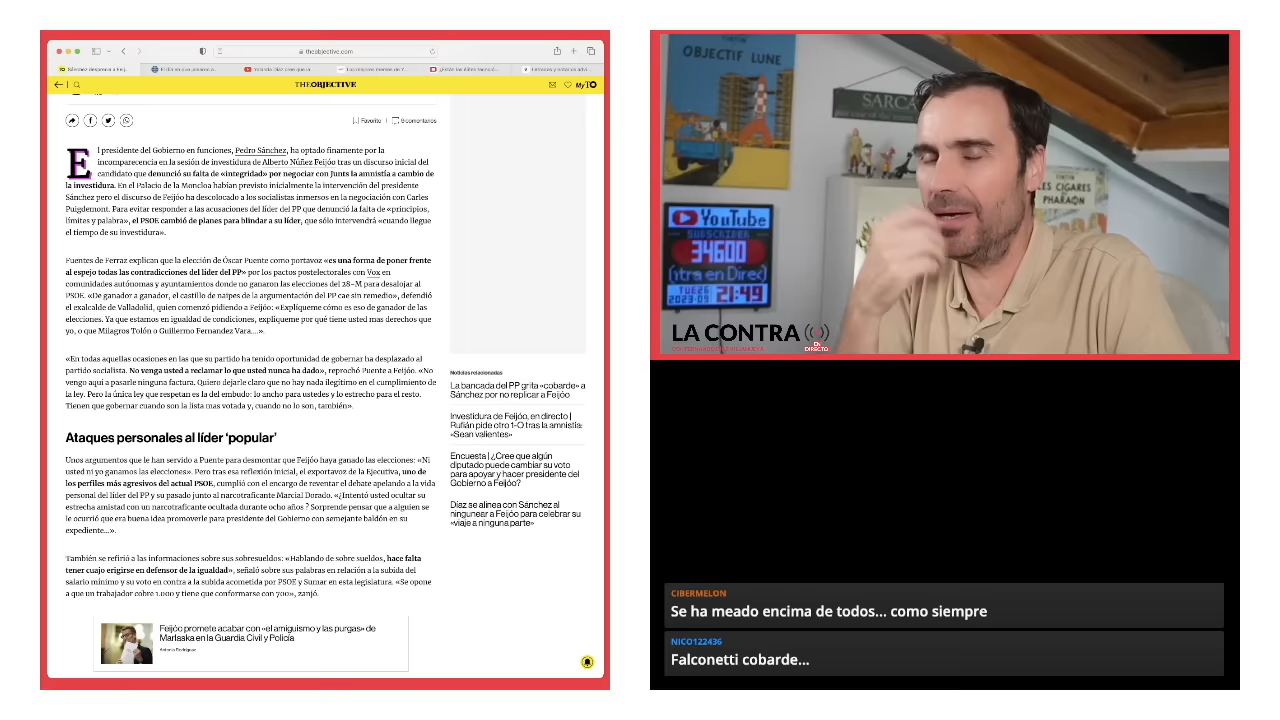 theobjective.com
Sánchez desprecia a Feij...
THE OBJECTIVE
My TO
Favorito
9 comentarios
El presidente del Gobierno en funciones, Pedro Sánchez, ha optado finamente por la
incomparecencia en la sesión de investidura de Alberto Núñez Feijóo tras un discurso inicial del
candidato que denunció su falta de «integridad» por negociar con Junts la amnistía a cambio de
la investidura. En el Palacio de la Moncloa habían previsto inicialmente la intervención del presidente
Sánchez pero el discurso de Feijóo ha descolocado a los socialistas inmersos en la negociación con Carles
Puigdemont. Para evitar responder a las acusaciones del líder del PP que denunció la falta de «principios,
límites y palabra», el PSOE cambió de planes para blindar a su líder, que sólo intervendrá «cuando llegue
el tiempo de su investidura».
Fuentes de Ferraz explican que la elección de Óscar Puente como portavoz «es una forma de poner frente
al espejo todas las contradicciones del líder del PP» por los pactos postelectorales con Vox en
comunidades autónomas y ayuntamientos donde no ganaron las elecciones del 28-M para desalojar al
PSOE. «De ganador a ganador, el castillo de naipes de la argumentación del PP cae sin remedio», defendió
el exalcalde de Valladolid, quien comenzó pidiendo a Feijóo: «Explíqueme cómo es eso de ganador de las
elecciones. Ya que estamos en igualdad de condiciones, explíqueme por qué tiene usted mas derechos que
yo, o que Milagros Tolón o Guillermo Fernandez Vara....».
«En todas aquellas ocasiones en las que su partido ha tenido oportunidad de gobernar ha desplazado al
partido socialista. No venga usted a reclamar lo que usted nunca ha dado», reprochó Puente a Feijóo. «No
vengo aquí a pasarle ninguna factura. Quiero dejarle claro que no hay nada ilegítimo en el cumplimiento de
la ley. Pero la única ley que respetan es la del embudo: lo ancho para ustedes y lo estrecho para el resto.
Tienen que gobernar cuando son la lista mas votada y, cuando no lo son, también».
Ataques personales al líder ‘popular’
Unos argumentos que le han servido a Puente para desmontar que Feijóo haya ganado las elecciones: «Ni
usted ni yo ganamos las elecciones». Pero tras esa reflexión inicial, el exportavoz de la Ejecutiva, uno de
los perfiles más agresivos del actual PSOE, cumplió con el encargo de reventar el debate apelando a la vida
personal del líder del PP y su pasado junto al narcotraficante Marcial Dorado. «¿Intentó usted ocultar su
estrecha amistad con un narcotraficante ocultada durante ocho años ? Sorprende pensar que a alguien se
le ocurrió que era buena idea promoverle para presidente del Gobierno con semejante baldón en su
expediente...».
También se refirió a las informaciones sobre sus sobresueldos: «Hablando de sobre sueldos, hace falta
tener cuajo erigirse en defensor de la igualdad», señaló sobre sus palabras en relación a la subida del
salario mínimo y su voto en contra a la subida acometida por PSOE y Sumar en esta legislatura. «Se opone
a que un trabajador cobre 1.000 y tiene que conformarse con 700», zanjó.
Feijóo promete acabar con «el amiguismo y las purgas» de
Marlaska en la Guardia Civil y Policía
Antonio Rodríguez
Noticias relacionadas
La bancada del PP grita «cobarde» a
Sánchez por no replicar a Feijóo
Investidura de Feijóo, en directo |
Rufián pide otro 1-O tras la amnistía:
«Sean valientes»
Encuesta | ¿Cree que algún
diputado puede cambiar su voto
para apoyar y hacer presidente del
Gobierno a Feijóo?
Díaz se alinea con Sánchez al
ningunear a Feijóo para celebrar su
«viaje a ninguna parte»
OBJECTIF LUNE
SARCA
TINTIN
LES CIGARES
PHARAON
YouTube
SUBSCRIBER
34600
(ntra en Direc)
TUE26
2023-09
21:49
LA CONTRA
EN
DIRECTO
CIBERMELON
Se ha meado encima de todos... como siempre
NICO122436
Falconetti cobarde...